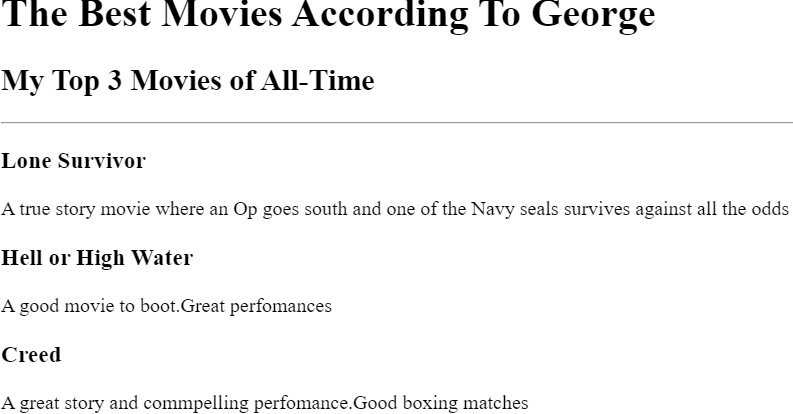 The Best Movies According To George
My Top 3 Movies of All-Time
Lone Survivor
A true story movie where an Op goes south and one of the Navy seals survives against all the odds
Hell or High Water
A good movie to boot.Great perfomances
Creed
A great story and commpelling perfomance.Good boxing matches